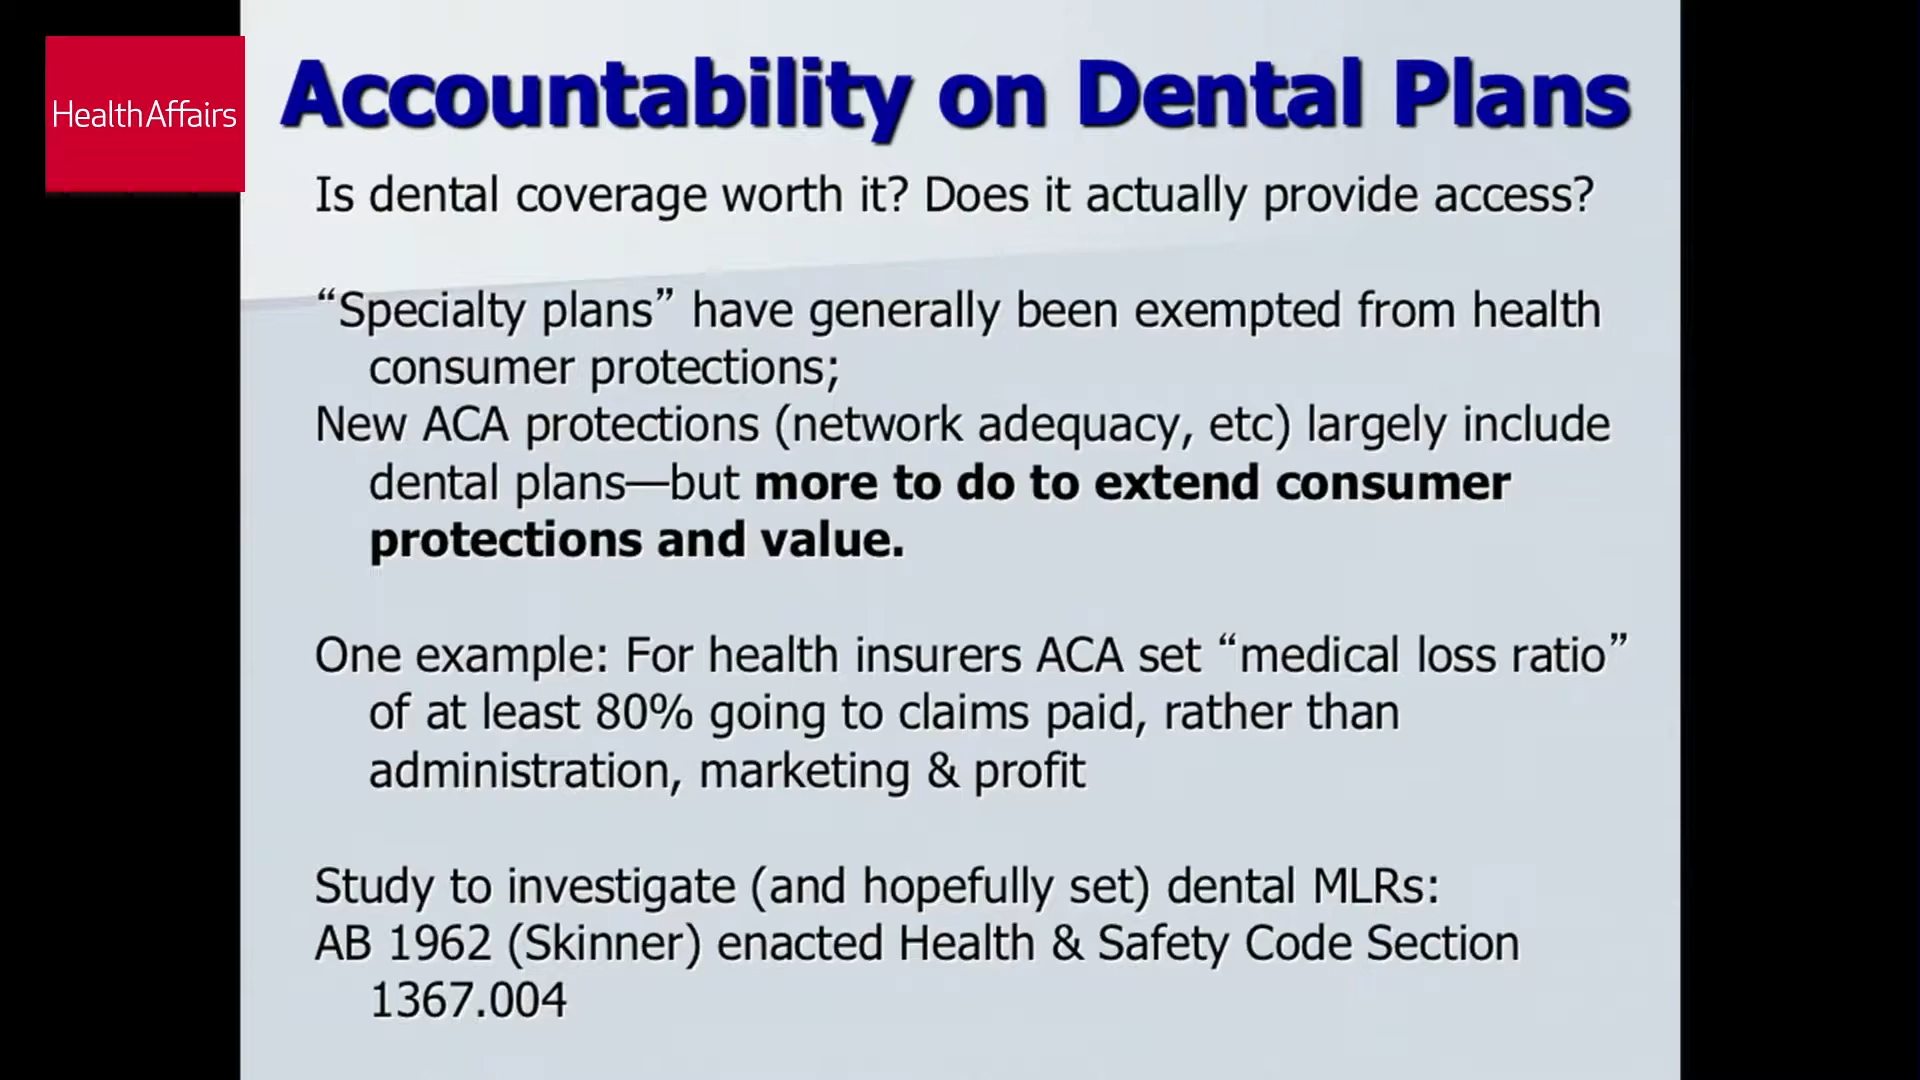 HealthAffairs
Accountability on Dental Plans
Is dental coverage worth it? Does it actually provide access?
“Specialty plans” have generally been exempted from health
consumer protections;
New ACA protections (network adequacy, etc) largely include
dental plans—but more to do to extend consumer
protections and value.
One example: For health insurers ACA set “medical loss ratio”
of at least 80% going to claims paid, rather than
administration, marketing & profit
Study to investigate (and hopefully set) dental MLRs:
AB 1962 (Skinner) enacted Health & Safety Code Section
1367.004